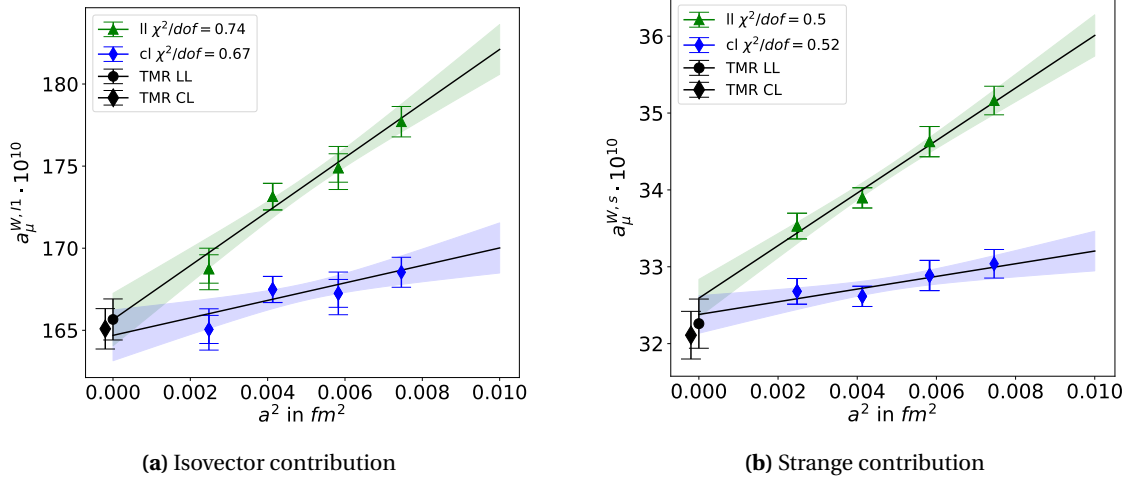 ll χ²/dof = 0.74
cl χ²/dof = 0.67
TMR LL
TMR CL
180
175
170
165
a_μ^{W,I1} · 10^{10}
0.000 0.002 0.004 0.006 0.008 0.010
a² in fm²
(a) Isovector contribution
ll χ²/dof = 0.5
cl χ²/dof = 0.52
TMR LL
TMR CL
36
35
34
33
32
a_μ^{W,s} · 10^{10}
0.000 0.002 0.004 0.006 0.008 0.010
a² in fm²
(b) Strange contribution